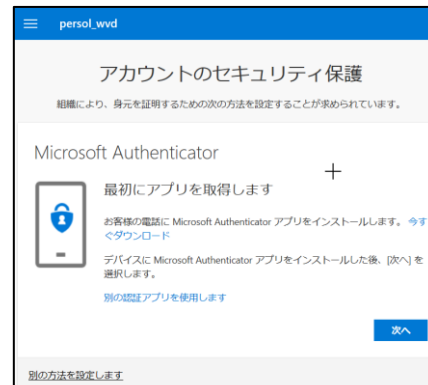 persol_wvd
アカウントのセキュリティ保護
組織により、身元を証明するための次の方法を設定することが求められています。
Microsoft Authenticator
最初にアプリを取得します
お客様の電話に Microsoft Authenticator アプリをインストールします。 今す
ぐダウンロード
デバイスに Microsoft Authenticator アプリをインストールした後、[次へ] を
選択します。
別の認証アプリを使用します
次へ
別の方法を設定します